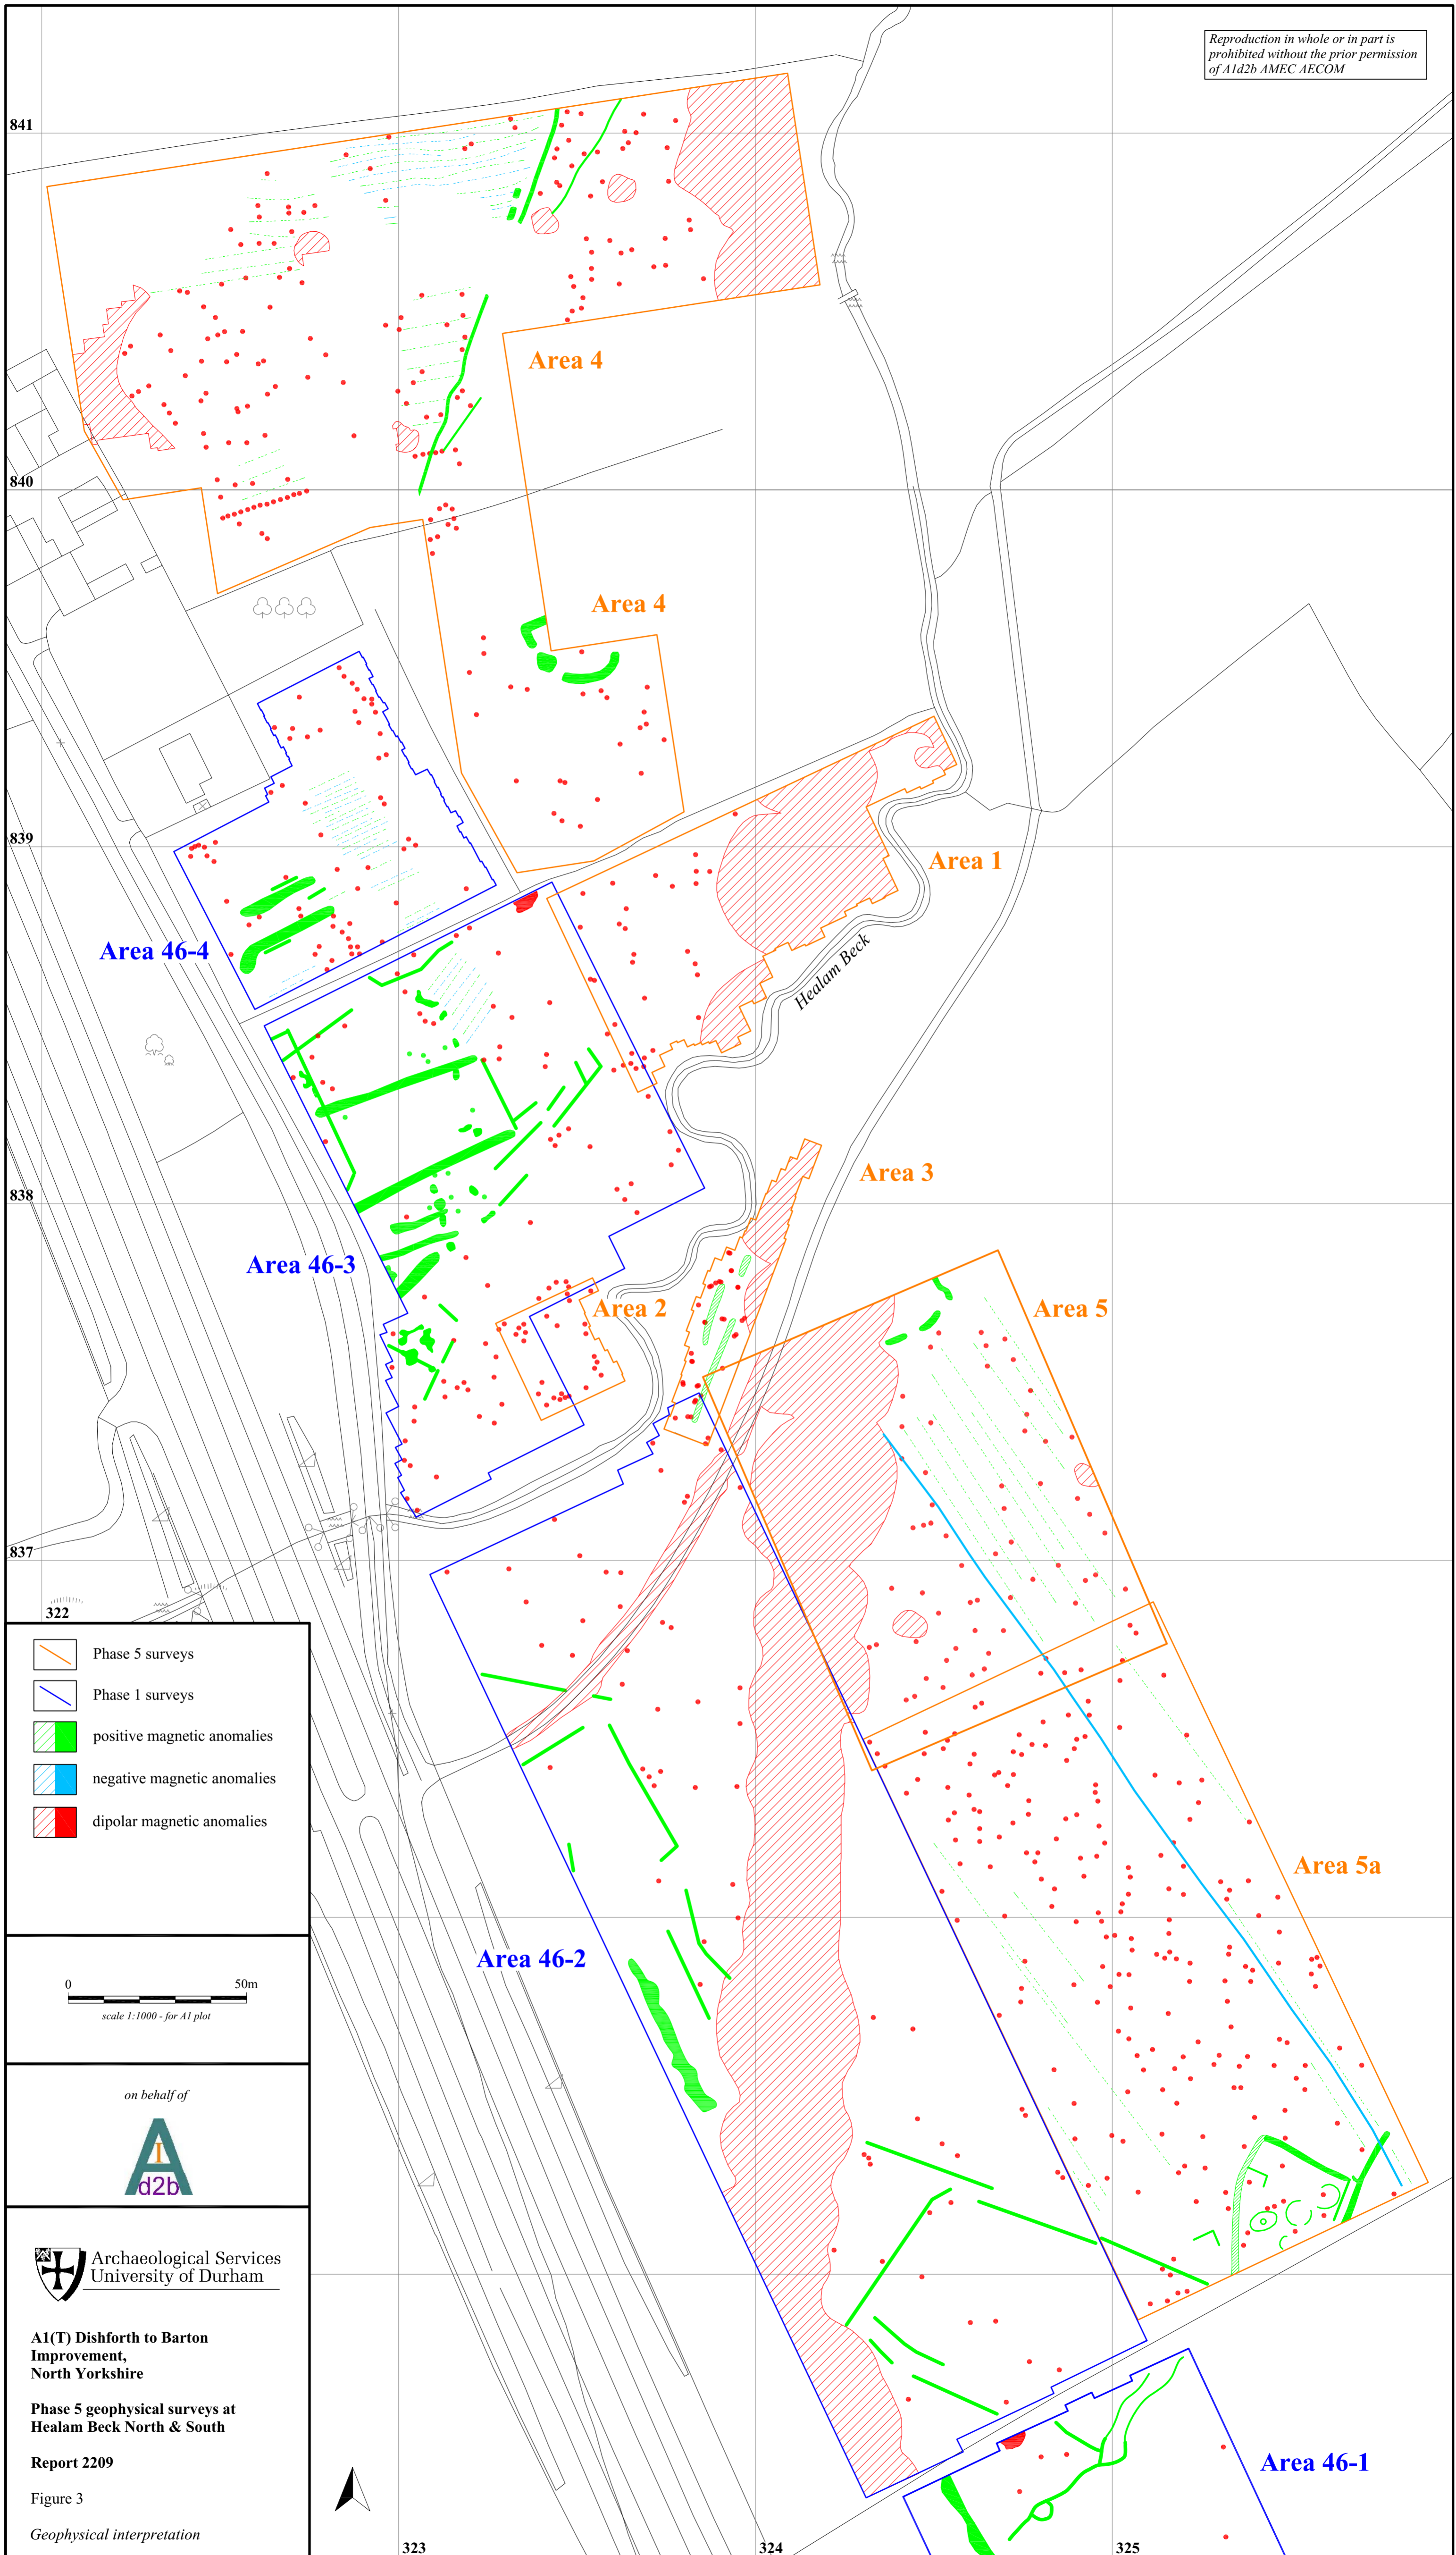 Reproduction in whole or in part is
prohibited without the prior permission
of A1d2b AMEC AECOM
841
Area 4
840
Area 4
839
Area 1
Area 46-4
Healam Beck
Area 3
838
Area 46-3
Area 2
Area 5
837
322
Phase 5 surveys
Phase 1 surveys
positive magnetic anomalies
negative magnetic anomalies
dipolar magnetic anomalies
Area 5a
Area 46-2
0 50m
scale 1:1000 - for A1 plot
on behalf of
A1
d2b
Archaeological Services
University of Durham
A1(T) Dishforth to Barton
Improvement,
North Yorkshire
Phase 5 geophysical surveys at
Healam Beck North & South
Report 2209
Figure 3
Geophysical interpretation
Area 46-1
323
324
325